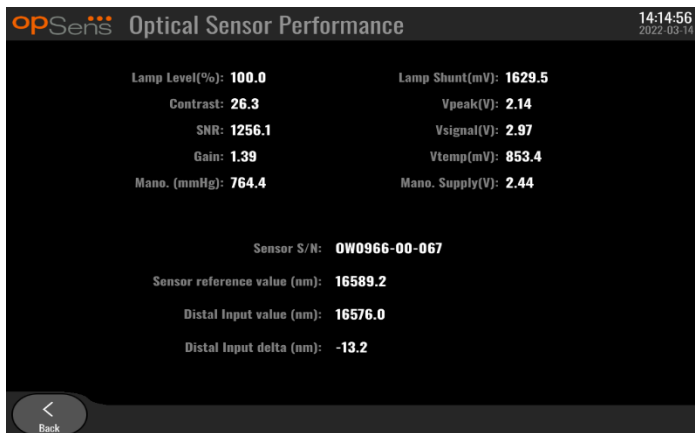 opSens Optical Sensor Performance 14:14:56
2022-03-14
Lamp Level(%): 100.0 Lamp Shunt(mV): 1629.5
Contrast: 26.3 Vpeak(V): 2.14
SNR: 1256.1 Vsignal(V): 2.97
Gain: 1.39 Vtemp(mV): 853.4
Mano. (mmHg): 764.4 Mano. Supply(V): 2.44
Sensor S/N: OW0966-00-067
Sensor reference value (nm): 16589.2
Distal Input value (nm): 16576.0
Distal Input delta (nm): -13.2
Back